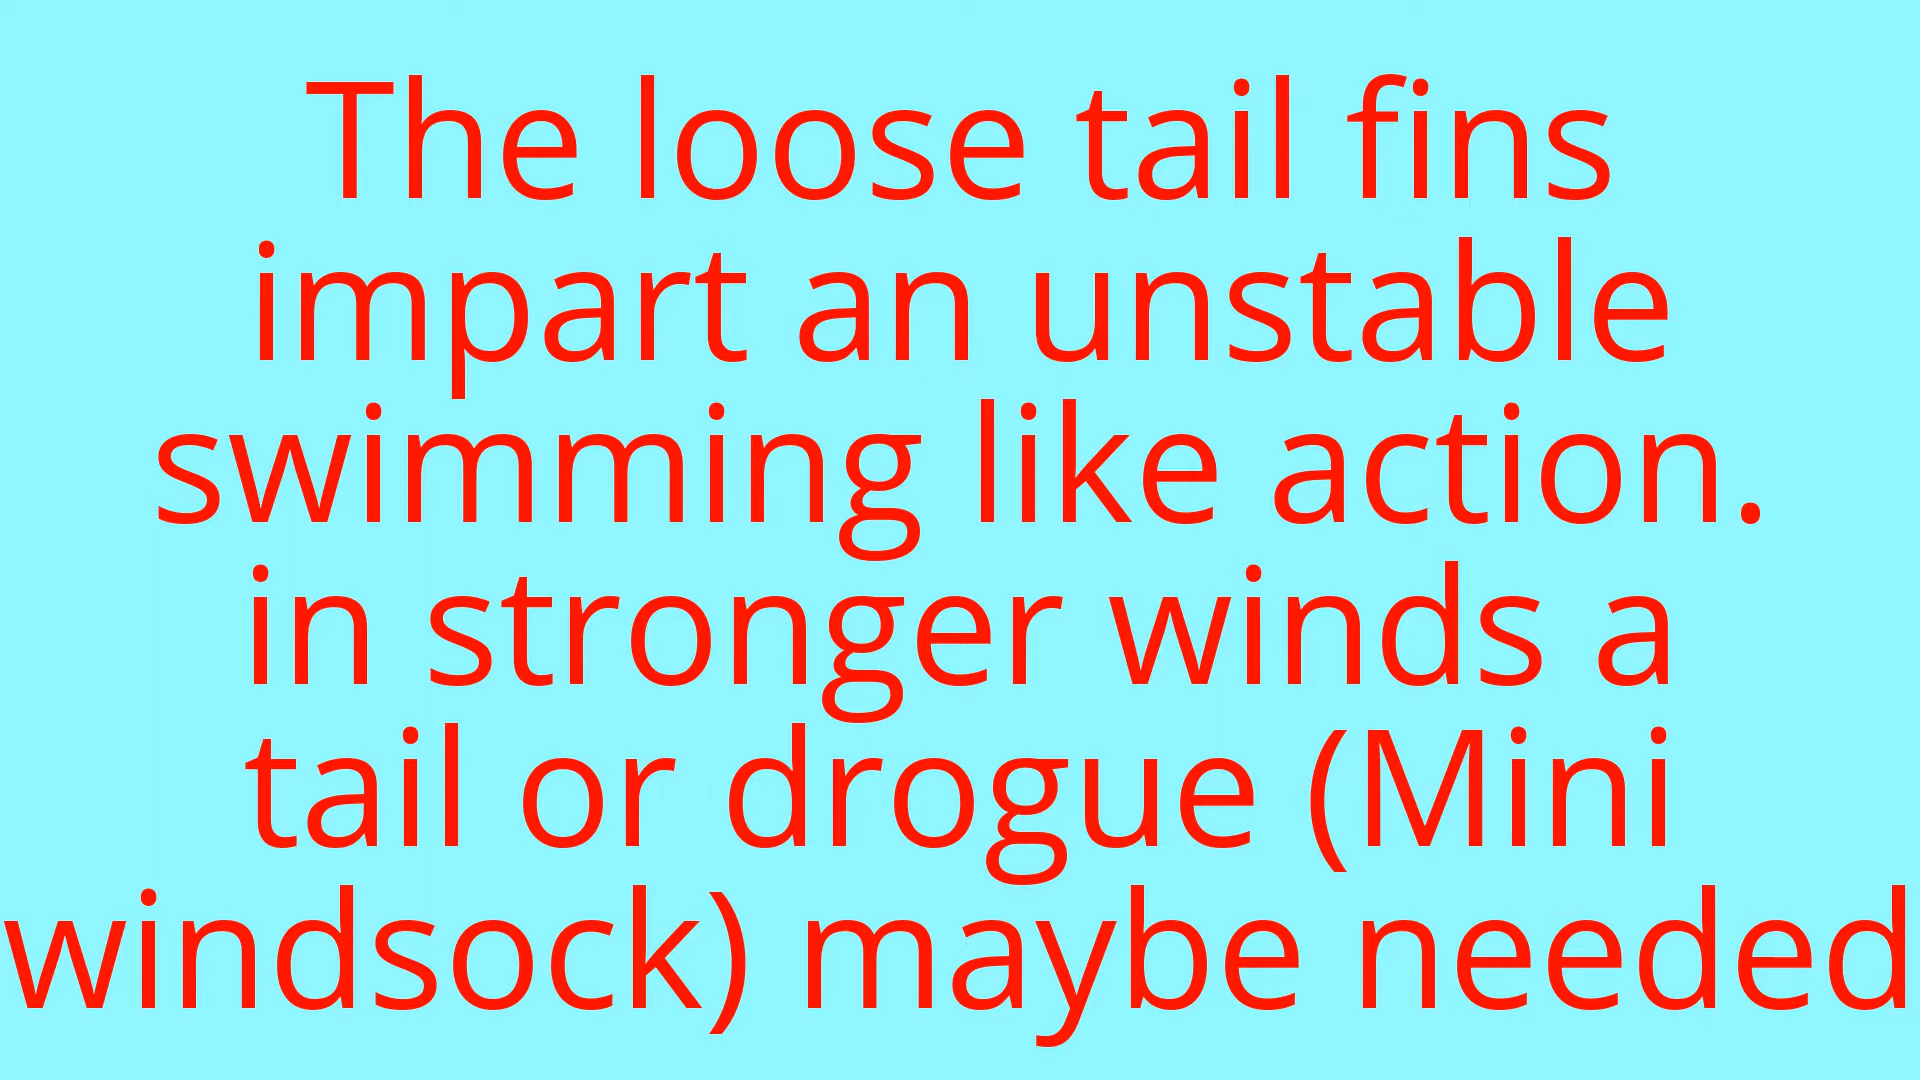 The loose tail fins
impart an unstable
swimming like action.
in stronger winds a
tail or drogue (Mini
windsock) maybe needed